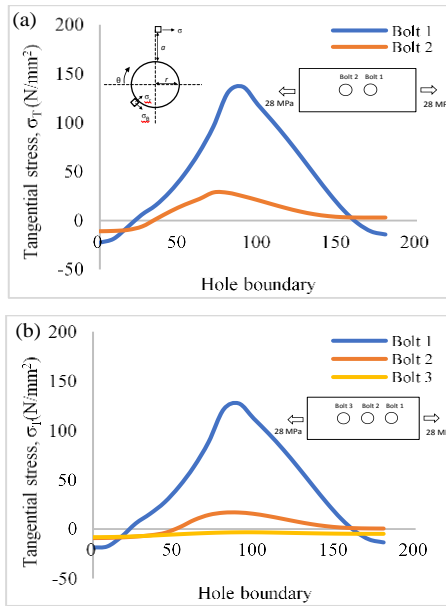 (a)
200
150
100
50
0
-50
0
50
100
150
200
Tangential stress, σT (N/mm²)
Hole boundary
Bolt 1
Bolt 2
σ
a
θ
r
Bolt 2 Bolt 1
28 MPa
28 MP
(b)
200
150
100
50
0
-50
0
50
100
150
200
Tangential stress, σT(N/mm²)
Hole boundary
Bolt 1
Bolt 2
Bolt 3
Bolt 3 Bolt 2 Bolt 1
28 MPa
28 M